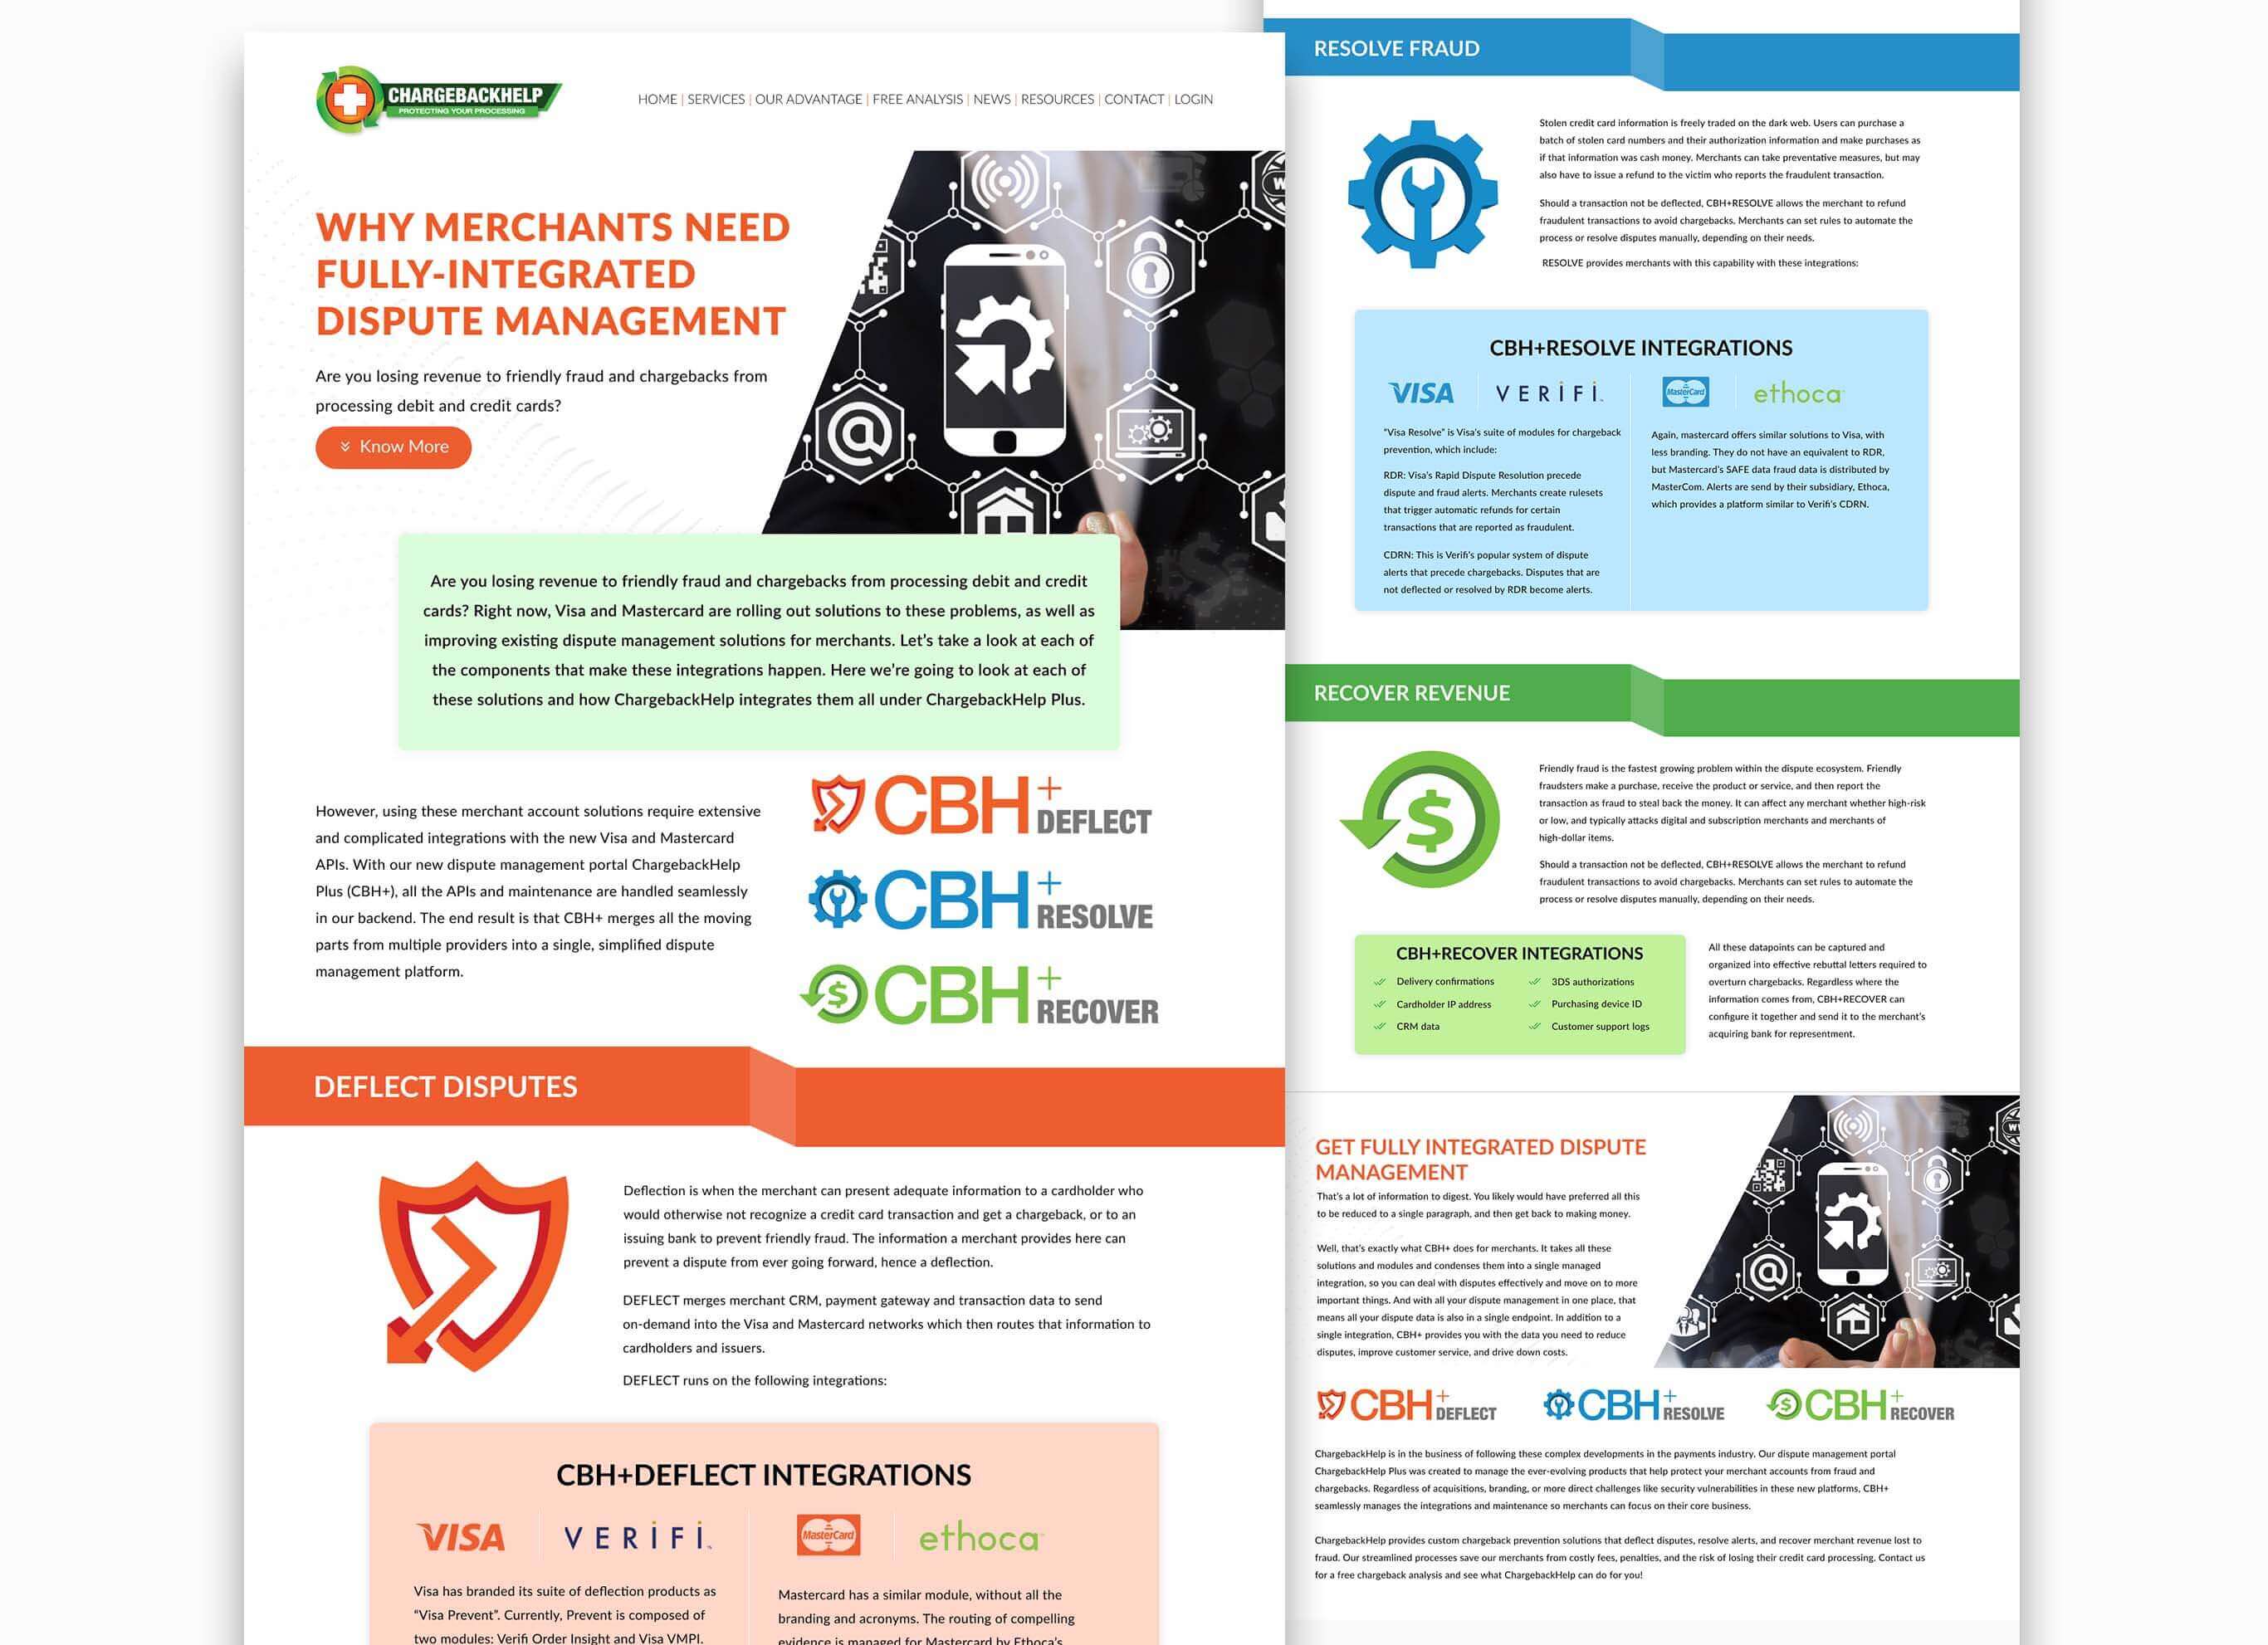 CHARGEBACKHELP
PROTECTING YOUR PROCESSING
HOME | SERVICES | OUR ADVANTAGE | FREE ANALYSIS | NEWS | RESOURCES | CONTACT | LOGIN
WHY MERCHANTS NEED
FULLY-INTEGRATED
DISPUTE MANAGEMENT
Are you losing revenue to friendly fraud and chargebacks from
processing debit and credit cards?
Know More
Are you losing revenue to friendly fraud and chargebacks from processing debit and credit
cards? Right now, Visa and Mastercard are rolling out solutions to these problems, as well as
improving existing dispute management solutions for merchants. Let's take a look at each of
the components that make these integrations happen. Here we're going to look at each of
these solutions and how ChargebackHelp integrates them all under ChargebackHelp Plus.
However, using these merchant account solutions require extensive
and complicated integrations with the new Visa and Mastercard
APIs. With our new dispute management portal ChargebackHelp
Plus (CBH+), all the APIs and maintenance are handled seamlessly
in our backend. The end result is that CBH+ merges all the moving
parts from multiple providers into a single, simplified dispute
management platform.
CBH+ DEFLECT
CBH+ RESOLVE
CBH+ RECOVER
DEFLECT DISPUTES
Deflection is when the merchant can present adequate information to a cardholder who
would otherwise not recognize a credit card transaction and get a chargeback, or to an
issuing bank to prevent friendly fraud. The information a merchant provides here can
prevent a dispute from ever going forward, hence a deflection.
DEFLECT merges merchant CRM, payment gateway and transaction data to send
on-demand into the Visa and Mastercard networks which then routes that information to
cardholders and issuers.
DEFLECT runs on the following integrations:
CBH+DEFLECT INTEGRATIONS
VISA VERIFI MasterCard ethoca
Visa has branded its suite of deflection products as
"Visa Prevent". Currently, Prevent is composed of
two modules: Verifi Order Insight and Visa VMPI.
Mastercard has a similar module, without all the
branding and acronyms. The routing of compelling
evidence is managed for Mastercard by Ethoca's
RESOLVE FRAUD
Stolen credit card information is freely traded on the dark web. Users can purchase a
batch of stolen card numbers and their authorization information and make purchases as
if that information was cash money. Merchants can take preventative measures, but may
also have to issue a refund to the victim who reports the fraudulent transaction.
Should a transaction not be deflected, CBH+RESOLVE allows the merchant to refund
fraudulent transactions to avoid chargebacks. Merchants can set rules to automate the
process or resolve disputes manually, depending on their needs.
RESOLVE provides merchants with this capability with these integrations:
CBH+RESOLVE INTEGRATIONS
VISA VERIFI MasterCard ethoca
"Visa Resolve" is Visa's suite of modules for chargeback
prevention, which include:
RDR: Visa's Rapid Dispute Resolution precede
dispute and fraud alerts. Merchants create rulesets
that trigger automatic refunds for certain
transactions that are reported as fraudulent.
CDRN: This is Verifi's popular system of dispute
alerts that precede chargebacks. Disputes that are
not deflected or resolved by RDR become alerts.
Again, mastercard offers similar solutions to Visa, with
less branding. They do not have an equivalent to RDR,
but Mastercard's SAFE data fraud data is distributed by
MasterCom. Alerts are send by their subsidiary, Ethoca,
which provides a platform similar to Verifi's CDRN.
RECOVER REVENUE
Friendly fraud is the fastest growing problem within the dispute ecosystem. Friendly
fraudsters make a purchase, receive the product or service, and then report the
transaction as fraud to steal back the money. It can affect any merchant whether high-risk
or low, and typically attacks digital and subscription merchants and merchants of
high-dollar items.
Should a transaction not be deflected, CBH+RESOLVE allows the merchant to refund
fraudulent transactions to avoid chargebacks. Merchants can set rules to automate the
process or resolve disputes manually, depending on their needs.
CBH+RECOVER INTEGRATIONS
Delivery confirmations
Cardholder IP address
CRM data
3DS authorizations
Purchasing device ID
Customer support logs
All these datapoints can be captured and
organized into effective rebuttal letters required to
overturn chargebacks. Regardless where the
information comes from, CBH+RECOVER can
configure it together and send it to the merchant's
acquiring bank for representment.
GET FULLY INTEGRATED DISPUTE
MANAGEMENT
That's a lot of information to digest. You likely would have preferred all this
to be reduced to a single paragraph, and then get back to making money.
Well, that's exactly what CBH+ does for merchants. It takes all these
solutions and modules and condenses them into a single managed
integration, so you can deal with disputes effectively and move on to more
important things. And with all your dispute management in one place, that
means all your dispute data is also in a single endpoint. In addition to a
single integration, CBH+ provides you with the data you need to reduce
disputes, improve customer service, and drive down costs.
CBH+ DEFLECT CBH+ RESOLVE CBH+ RECOVER
ChargebackHelp is in the business of following these complex developments in the payments industry. Our dispute management portal
ChargebackHelp Plus was created to manage the ever-evolving products that help protect your merchant accounts from fraud and
chargebacks. Regardless of acquisitions, branding, or more direct challenges like security vulnerabilities in these new platforms, CBH+
seamlessly manages the integrations and maintenance so merchants can focus on their core business.
ChargebackHelp provides custom chargeback prevention solutions that deflect disputes, resolve alerts, and recover merchant revenue lost to
fraud. Our streamlined processes save our merchants from costly fees, penalties, and the risk of losing their credit card processing. Contact us
for a free chargeback analysis and see what ChargebackHelp can do for you!